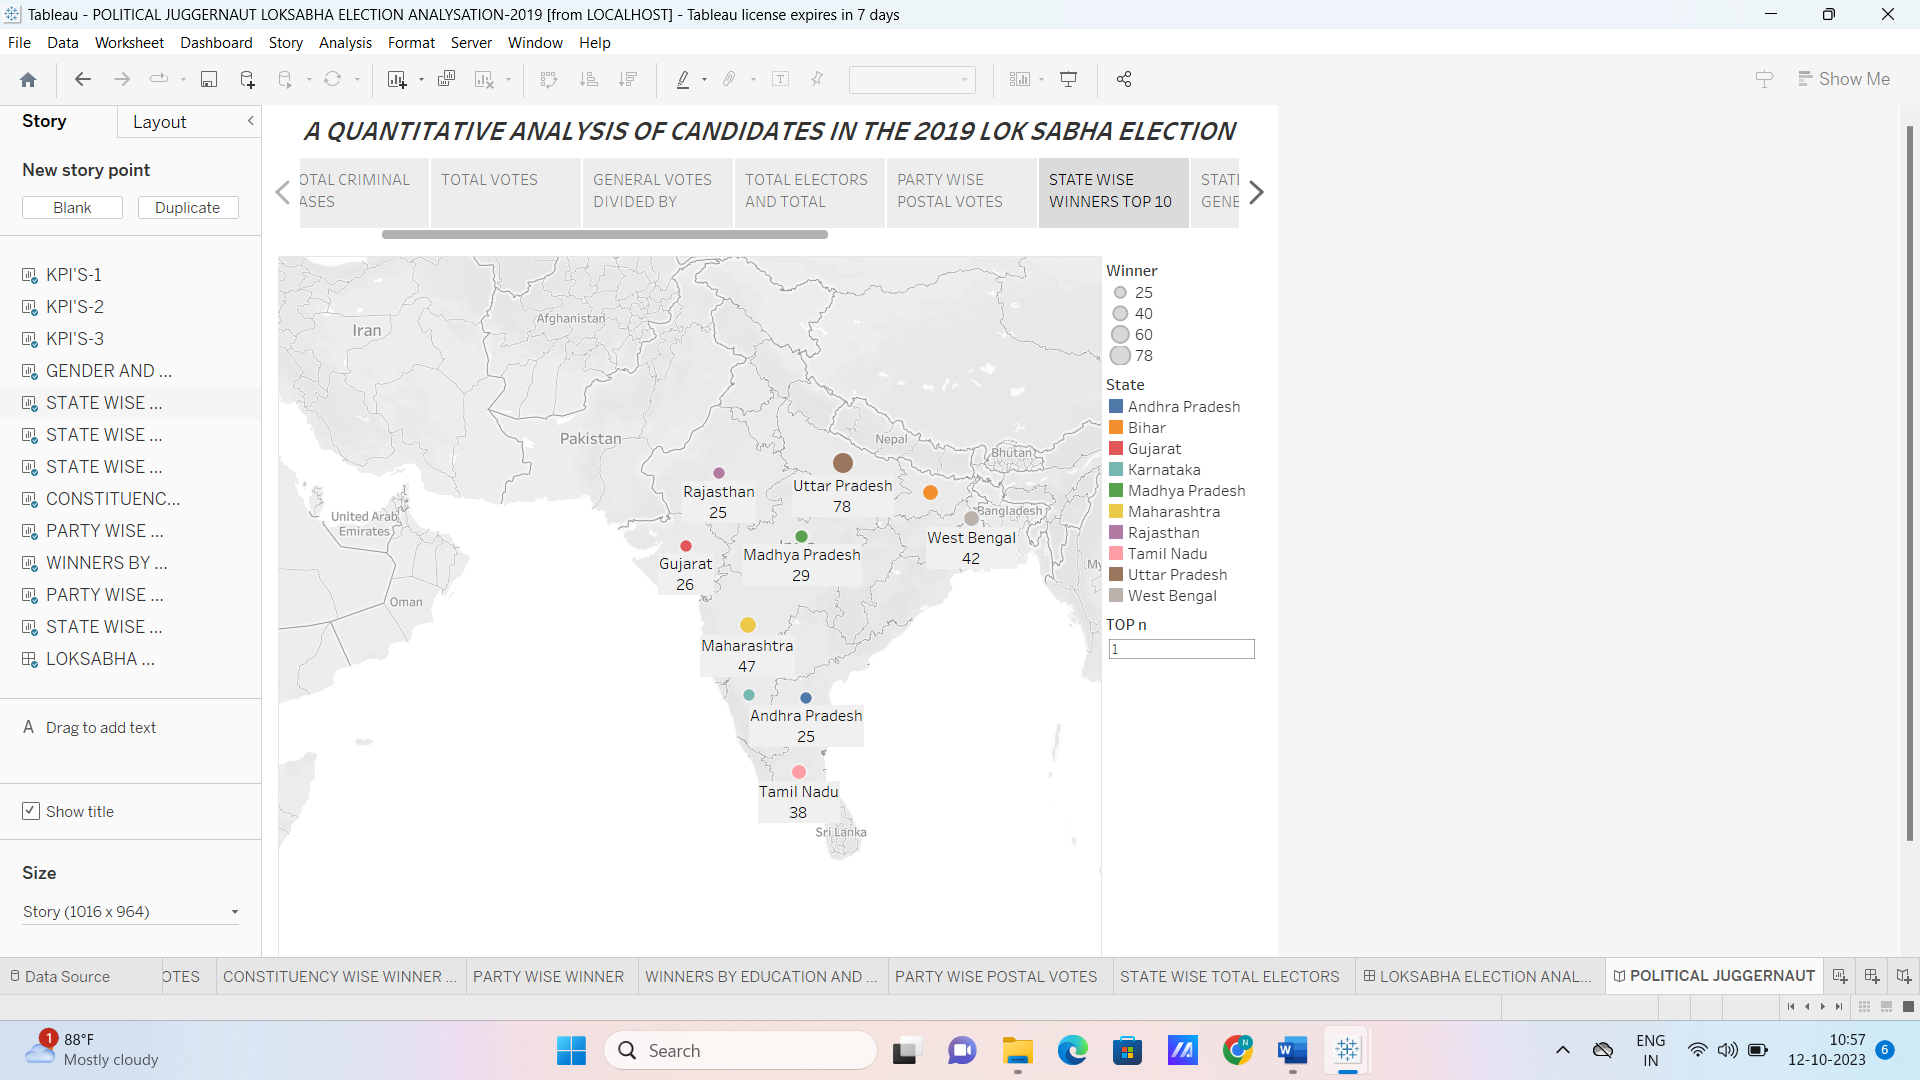 Tableau - POLITICAL JUGGERNAUT LOKSABHA ELECTION ANALYSATION-2019 [from LOCALHOST] - Tableau license expires in 7 days
File Data Worksheet Dashboard Story Analysis Format Server Window Help
Show Me
Story
Layout
New story point
Blank
Duplicate
KPI'S-1
KPI'S-2
KPI'S-3
GENDER AND ...
STATE WISE ...
STATE WISE ...
STATE WISE ...
CONSTITUENC...
PARTY WISE ...
WINNERS BY ...
PARTY WISE ...
STATE WISE ...
LOKSABHA ...
A Drag to add text
Show title
Size
Story (1016 x 964)
A QUANTITATIVE ANALYSIS OF CANDIDATES IN THE 2019 LOK SABHA ELECTION
OTAL CRIMINAL
ASES
TOTAL VOTES
GENERAL VOTES
DIVIDED BY
TOTAL ELECTORS
AND TOTAL
PARTY WISE
POSTAL VOTES
STATE WISE
WINNERS TOP 10
STATI
GENE
Iran
Afghanistan
Pakistan
Nepal
Bhutan
Bangladesh
United Arab
Emirates
Oman
My
Sri Lanka
Rajasthan
25
Uttar Pradesh
78
West Bengal
42
Gujarat
26
Madhya Pradesh
29
Maharashtra
47
Andhra Pradesh
25
Tamil Nadu
38
Winner
25
40
60
78
State
Andhra Pradesh
Bihar
Gujarat
Karnataka
Madhya Pradesh
Maharashtra
Rajasthan
Tamil Nadu
Uttar Pradesh
West Bengal
TOP n
1
Data Source
OTES
CONSTITUENCY WISE WINNER ...
PARTY WISE WINNER
WINNERS BY EDUCATION AND ...
PARTY WISE POSTAL VOTES
STATE WISE TOTAL ELECTORS
LOKSABHA ELECTION ANAL...
POLITICAL JUGGERNAUT
1
88°F
Mostly cloudy
Search
N
W
ENG
IN
10:57
12-10-2023
6